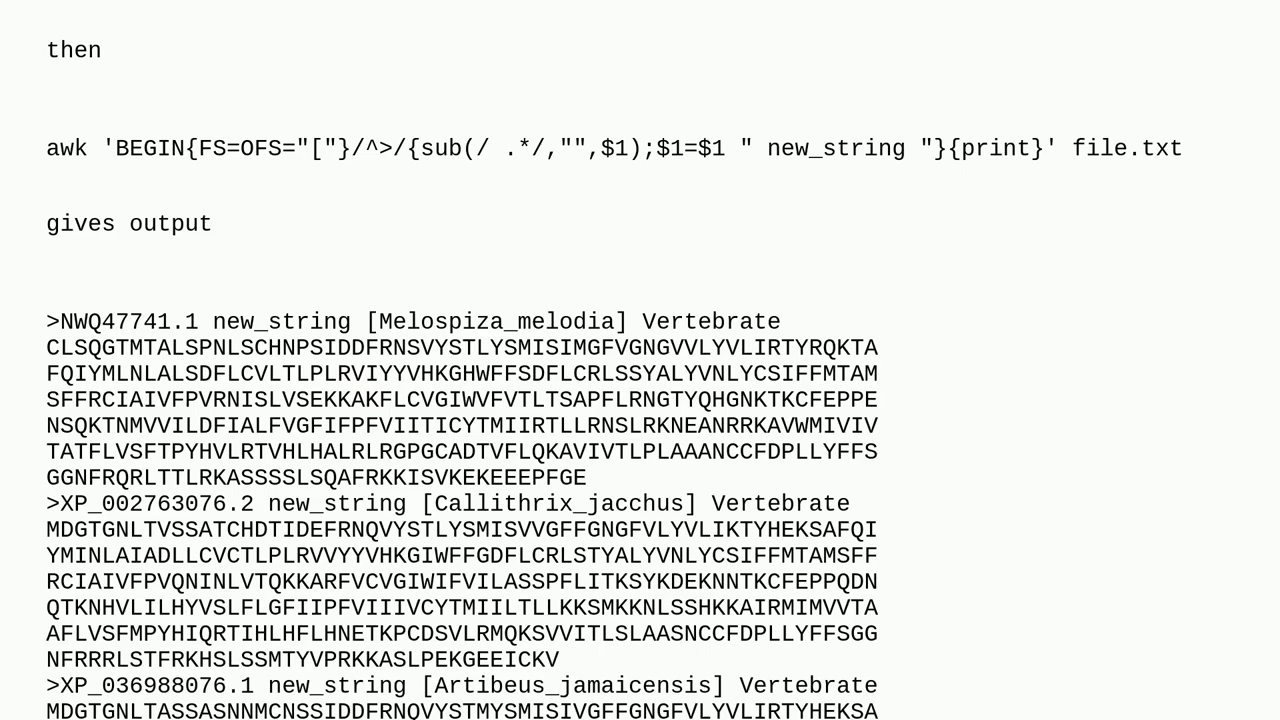 then
awk 'BEGIN{FS=OFS="["}/^>/{sub(/ .*/,"",$1);$1=$1 " new_string "}{print}' file.txt
gives output
>NWQ47741.1 new_string [Melospiza_melodia] Vertebrate
CLSQGTMTALSPNLSCHNPSIDDFRNSVYSTLYSMISIMGFVGNGVVLYVLIRTYRQKTA
FQIYMLNLALSDFLCVLTLPLRVIYYVHKGHWFFSDFLCRLSSYALYVNLYCSIFFMTAM
SFFRCIAIVFPVRNISLVSEKKAKFLCVGIWVFVTLTSAPFLRNGTYQHGNKTKCFEPPE
NSQKTNMVVILDFIALFVGFIFPFVIITICYTMIIRTLLRNSLRKNEANRRKAVWMIVIV
TATFLVSFTPYHVLRTVHLHALRLRGPGCADTVFLQKAVIVTLPLAAANCCFDPLLYFFS
GGNFRQRLTTLRKASSSSLSQAFRKKISVKEKEEEPFGE
>XP_002763076.2 new_string [Callithrix_jacchus] Vertebrate
MDGTGNLTVSSATCHDTIDEFRNQVYSTLYSMISVVGFFGNGFVLYVLIKTYHEKSAFQI
YMINLAIADLLCVCTLPLRVVYYVHKGIWFFGDFLCRLSTYALYVNLYCSIFFMTAMSFF
RCIAIVFPVQNINLVTQKKARFVCVGIWIFVILASSPFLITKSYKDEKNNTKCFEPPQDN
QTKNHVLILHYVSLFLGFIIPFVIIIVCYTMIILTLLKKSMKKNLSSHKKAIRMIMVVTA
AFLVSFMPYHIQRTIHLHFLHNETKPCDSVLRMQKSVVITLSLAASNCCFDPLLYFFSGG
NFRRRLSTFRKHSLSSMTYVPRKKASLPEKGEEICKV
>XP_036988076.1 new_string [Artibeus_jamaicensis] Vertebrate
MDGTGNLTASSASNNMCNSSIDDFRNQVYSTMYSMISIVGFFGNGFVLYVLIRTYHEKSA